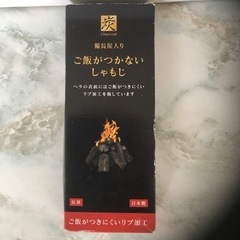 炭
Charcoal
備長炭入り
ご飯がつかない
しゃもじ
ヘラの表面にはご飯がつきにくい
リブ加工を施しています
日本製
ご飯がつきにくいリブ加工